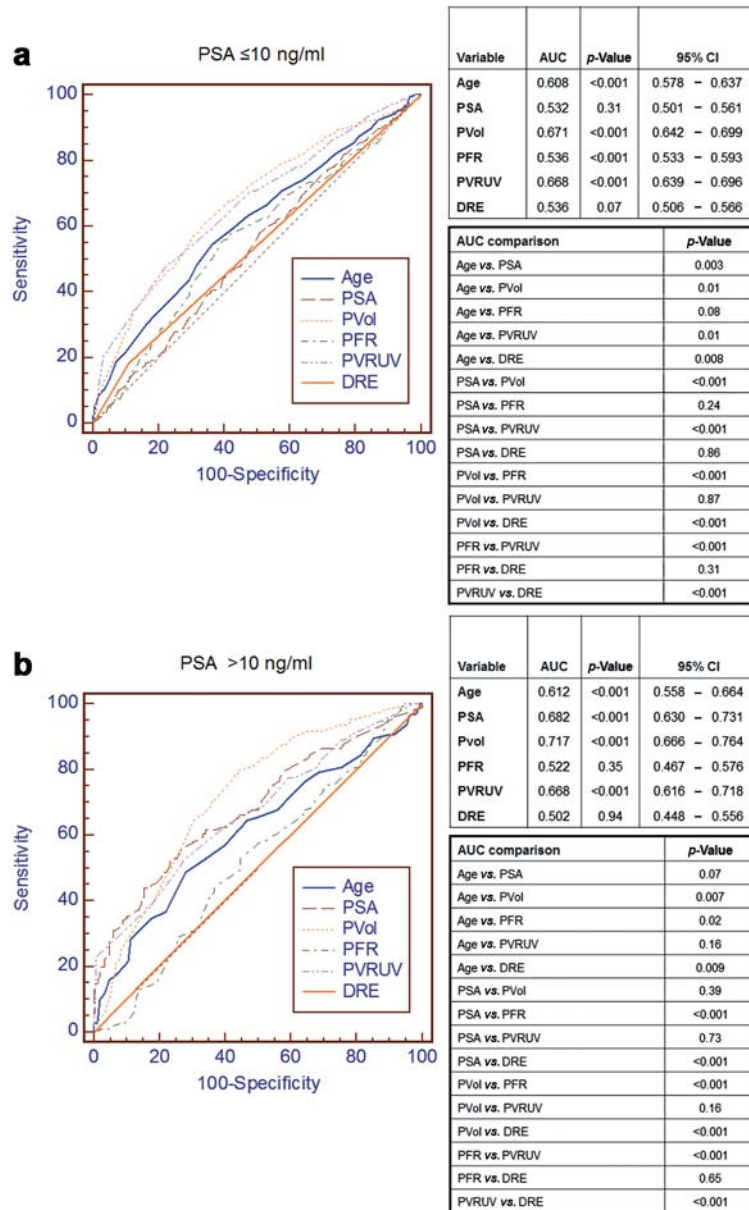 a
PSA ≤10 ng/ml
100
80
60
40
20
0
Sensitivity
Age
PSA
PVol
PFR
PVRUV
DRE
0 20 40 60 80 100
100-Specificity
Variable AUC p-Value 95% CI
Age 0.608 <0.001 0.578 – 0.637
PSA 0.532 0.31 0.501 – 0.561
PVol 0.671 <0.001 0.642 – 0.699
PFR 0.536 <0.001 0.533 – 0.593
PVRUV 0.668 <0.001 0.639 – 0.696
DRE 0.536 0.07 0.506 – 0.566
AUC comparison p-Value
Age vs. PSA 0.003
Age vs. PVol 0.01
Age vs. PFR 0.08
Age vs. PVRUV 0.01
Age vs. DRE 0.008
PSA vs. PVol <0.001
PSA vs. PFR 0.24
PSA vs. PVRUV <0.001
PSA vs. DRE 0.86
PVol vs. PFR <0.001
PVol vs. PVRUV 0.87
PVol vs. DRE <0.001
PFR vs. PVRUV <0.001
PFR vs. DRE 0.31
PVRUV vs. DRE <0.001
b
PSA >10 ng/ml
100
80
60
40
20
0
Sensitivity
Age
PSA
PVol
PFR
PVRUV
DRE
0 20 40 60 80 100
100-Specificity
Variable AUC p-Value 95% CI
Age 0.612 <0.001 0.558 – 0.664
PSA 0.682 <0.001 0.630 – 0.731
Pvol 0.717 <0.001 0.666 – 0.764
PFR 0.522 0.35 0.467 – 0.576
PVRUV 0.668 <0.001 0.616 – 0.718
DRE 0.502 0.94 0.448 – 0.556
AUC comparison p-Value
Age vs. PSA 0.07
Age vs. PVol 0.007
Age vs. PFR 0.02
Age vs. PVRUV 0.16
Age vs. DRE 0.009
PSA vs. PVol 0.39
PSA vs. PFR <0.001
PSA vs. PVRUV 0.73
PSA vs. DRE <0.001
PVol vs. PFR <0.001
PVol vs. PVRUV 0.16
PVol vs. DRE <0.001
PFR vs. PVRUV <0.001
PFR vs. DRE 0.65
PVRUV vs. DRE <0.001